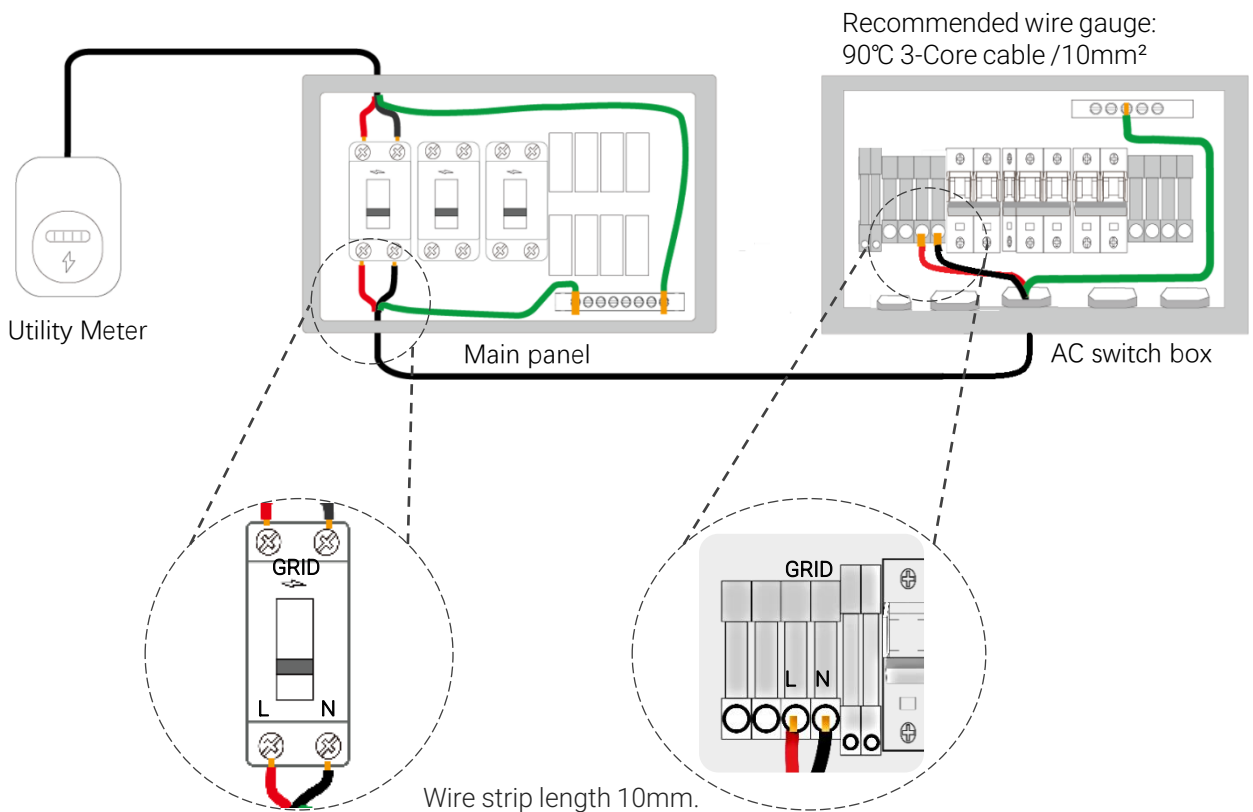 Recommended wire gauge:
90℃ 3-Core cable /10mm²
Utility Meter
Main panel
AC switch box
GRID
L N
GRID
L N
Wire strip length 10mm.